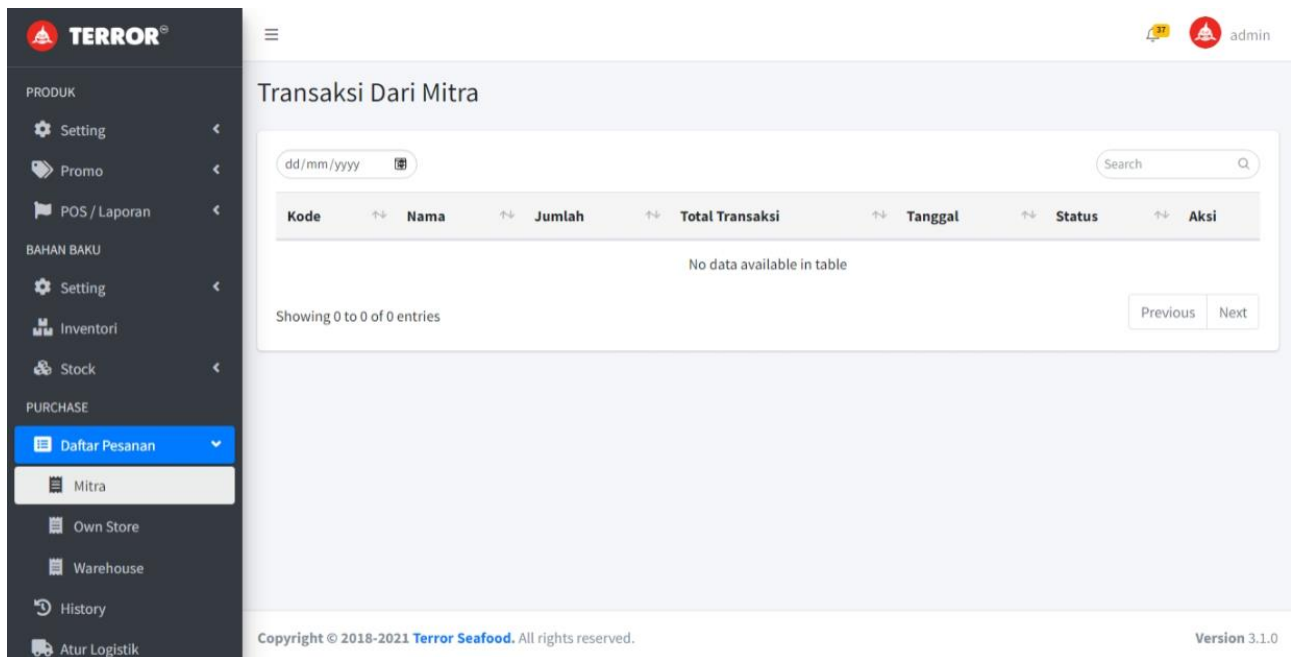 TERROR®
37
admin
PRODUK
Setting
Promo
POS / Laporan
BAHAN BAKU
Setting
Inventori
Stock
PURCHASE
Daftar Pesanan
Mitra
Own Store
Warehouse
History
Atur Logistik
Transaksi Dari Mitra
dd/mm/yyyy
Search
Kode Nama Jumlah Total Transaksi Tanggal Status Aksi
No data available in table
Showing 0 to 0 of 0 entries
Previous Next
Copyright © 2018-2021 Terror Seafood. All rights reserved.
Version 3.1.0